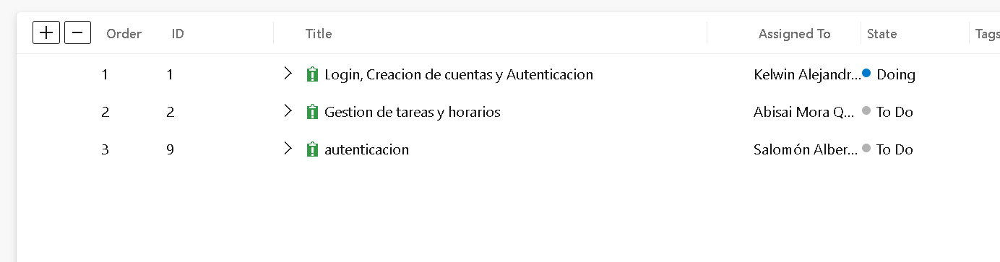 + − Order ID Title Assigned To State Tags
1 1 Login, Creacion de cuentas y Autenticacion Kelwin Alejandr... Doing
2 2 Gestion de tareas y horarios Abisai Mora Q... To Do
3 9 autenticacion Salomón Alber... To Do